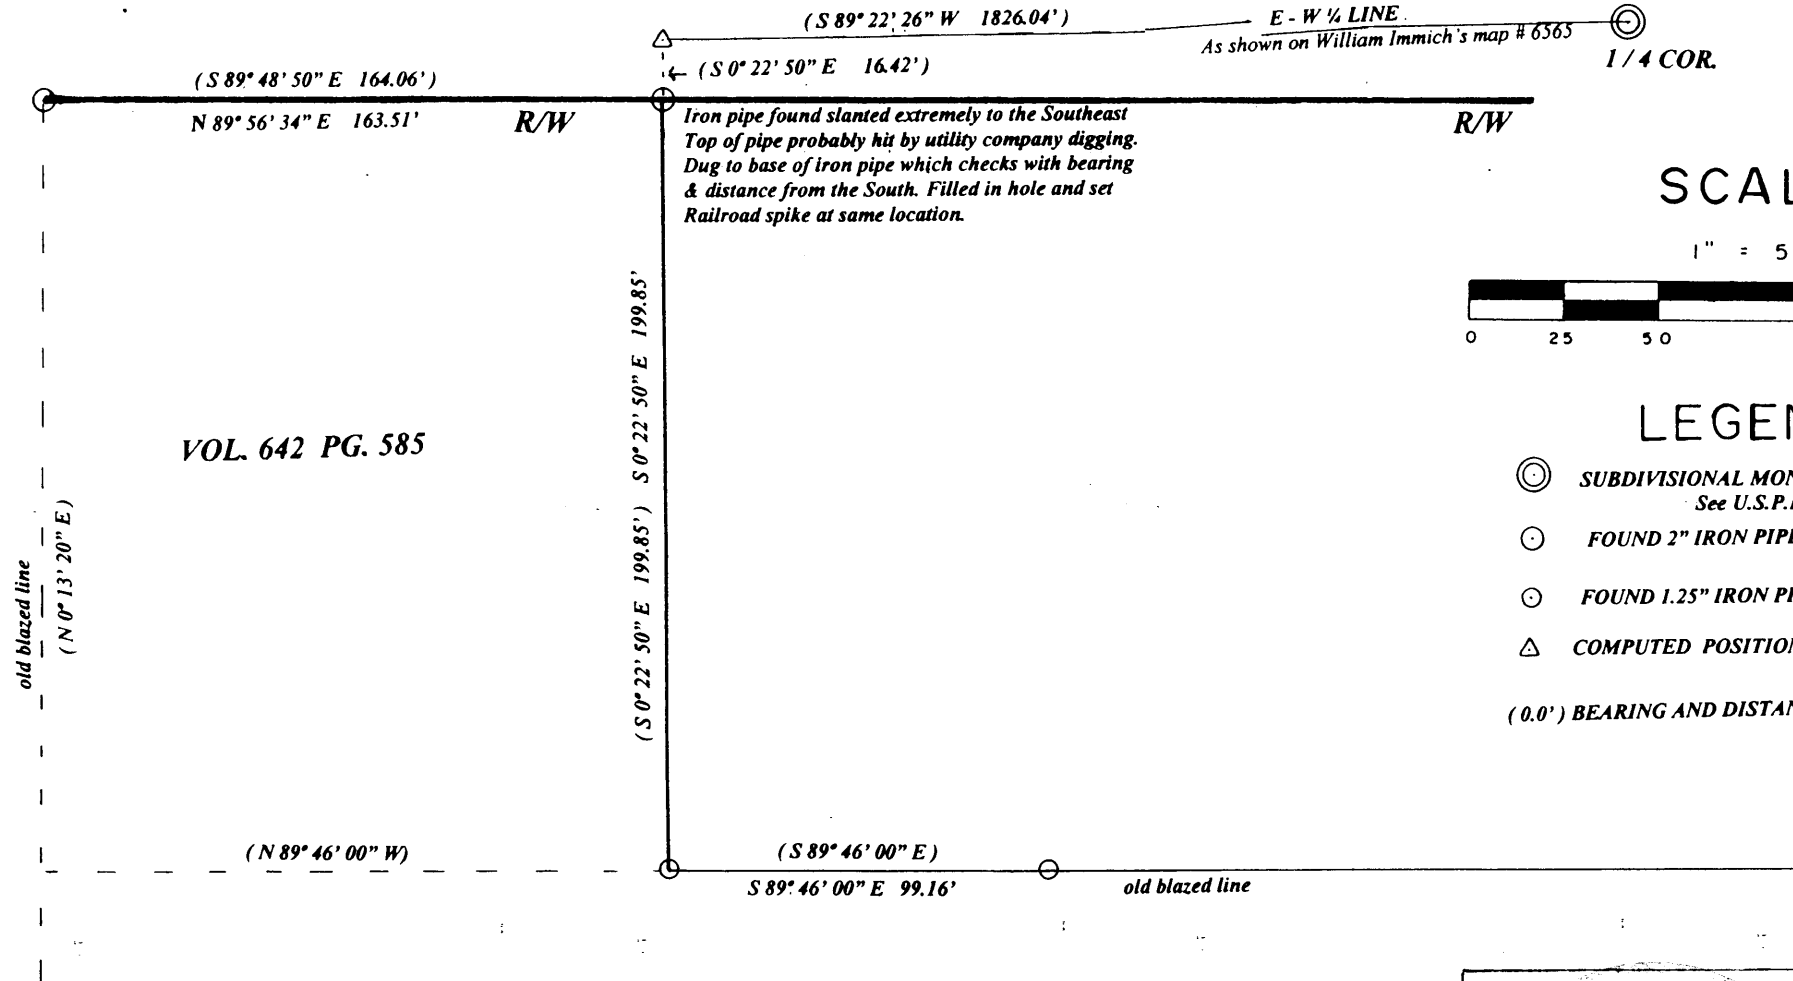 ( S 89° 22' 26" W 1826.04' )
E - W ¼ LINE
As shown on William Immich's map # 6565
1 / 4 COR.
( S 0° 22' 50" E 16.42' )
( S 89° 48' 50" E 164.06' )
N 89° 56' 34" E 163.51'
R/W
R/W
Iron pipe found slanted extremely to the Southeast
Top of pipe probably hit by utility company digging.
Dug to base of iron pipe which checks with bearing
& distance from the South. Filled in hole and set
Railroad spike at same location.
SCAL
1" = 5
0 25 50
VOL. 642 PG. 585
( S 0° 22' 50" E 199.85' ) S 0° 22' 50" E 199.85'
old blazed line
( N 0° 13' 20" E )
LEGEN
SUBDIVISIONAL MON
See U.S.P.
FOUND 2" IRON PIPE
FOUND 1.25" IRON PI
COMPUTED POSITION
( 0.0' ) BEARING AND DISTAN
( N 89° 46' 00" W)
( S 89° 46' 00" E )
S 89° 46' 00" E 99.16'
old blazed line